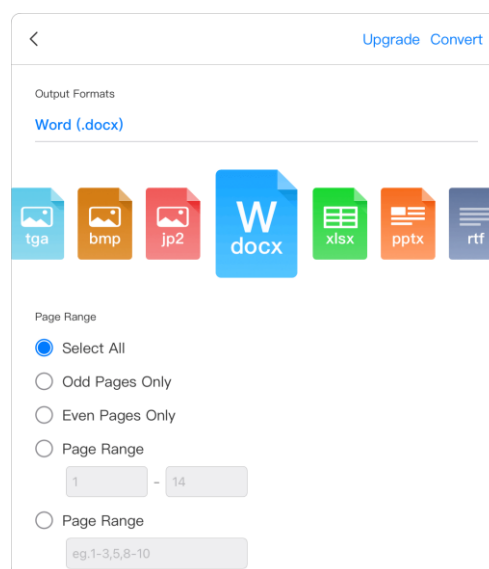 Upgrade Convert
Output Formats
Word (.docx)
tga bmp jp2 W docx xlsx pptx rtf
Page Range
Select All
Odd Pages Only
Even Pages Only
Page Range
1 - 14
Page Range
eg.1-3,5,8-10